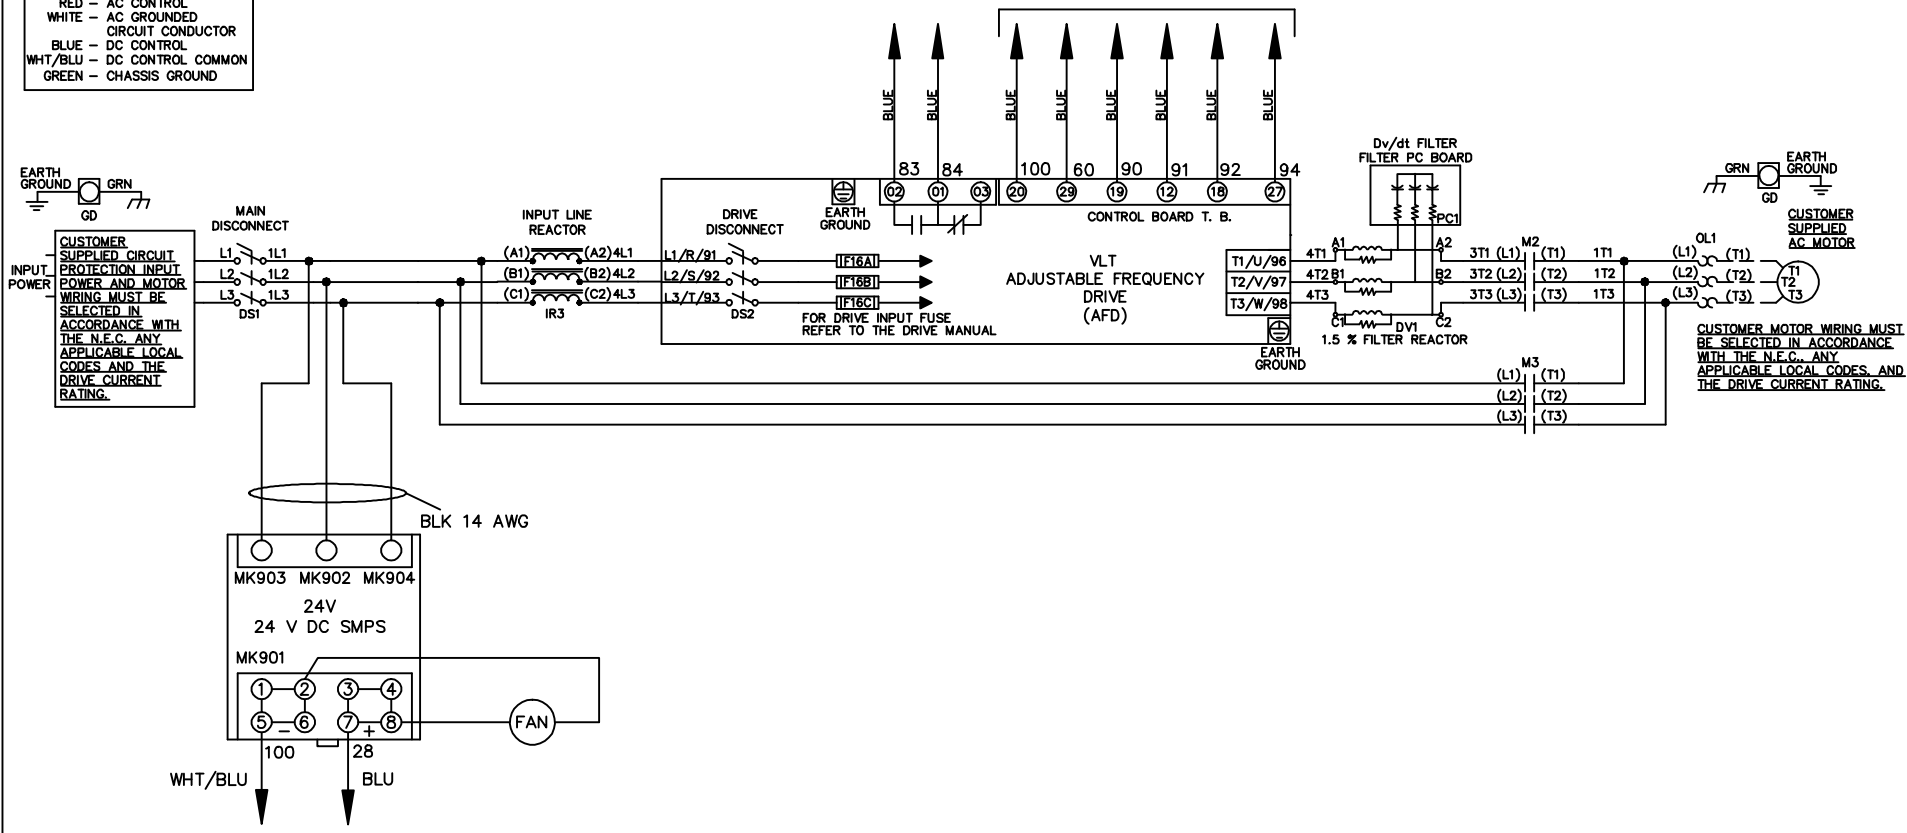 RED – AC CONTROL
WHITE – AC GROUNDED
CIRCUIT CONDUCTOR
BLUE – DC CONTROL
WHT/BLU – DC CONTROL COMMON
GREEN – CHASSIS GROUND
BLUE BLUE BLUE BLUE BLUE BLUE BLUE BLUE
83 84 100 60 90 91 92 94
02 01 03 20 29 19 12 18 27
CONTROL BOARD T. B.
EARTH
GROUND
GRN
GD
INPUT
POWER
CUSTOMER
SUPPLIED CIRCUIT
PROTECTION INPUT
POWER AND MOTOR
WIRING MUST BE
SELECTED IN
ACCORDANCE WITH
THE N.E.C. ANY
APPLICABLE LOCAL
CODES AND THE
DRIVE CURRENT
RATING.
MAIN
DISCONNECT
L1 1L1
L2 1L2
L3 1L3
DS1
INPUT LINE
REACTOR
(A1) (A2) 4L1
(B1) (B2) 4L2
(C1) (C2) 4L3
IR3
DRIVE
DISCONNECT
L1/R/91
L2/S/92
L3/T/93
DS2
EARTH
GROUND
F16A
F16B
F16C
FOR DRIVE INPUT FUSE
REFER TO THE DRIVE MANUAL
VLT
ADJUSTABLE FREQUENCY
DRIVE
(AFD)
T1/U/96
T2/V/97
T3/W/98
EARTH
GROUND
Dv/dt FILTER
FILTER PC BOARD
PC1
4T1 A1 A2
4T2 B1 B2
4T3 C1 C2
DV1
1.5 % FILTER REACTOR
M2
3T1 (L1) (T1) 1T1
3T2 (L2) (T2) 1T2
3T3 (L3) (T3) 1T3
M3
(L1) (T1)
(L2) (T2)
(L3) (T3)
OL1
(L1) (T1)
(L2) (T2)
(L3) (T3)
T1
T2
T3
GRN
EARTH
GROUND
GD
CUSTOMER
SUPPLIED
AC MOTOR
CUSTOMER MOTOR WIRING MUST
BE SELECTED IN ACCORDANCE
WITH THE N.E.C., ANY
APPLICABLE LOCAL CODES, AND
THE DRIVE CURRENT RATING.
BLK 14 AWG
MK903 MK902 MK904
24V
24 V DC SMPS
MK901
1 2 3 4
5 6 7 8
– +
FAN
100 28
WHT/BLU BLU